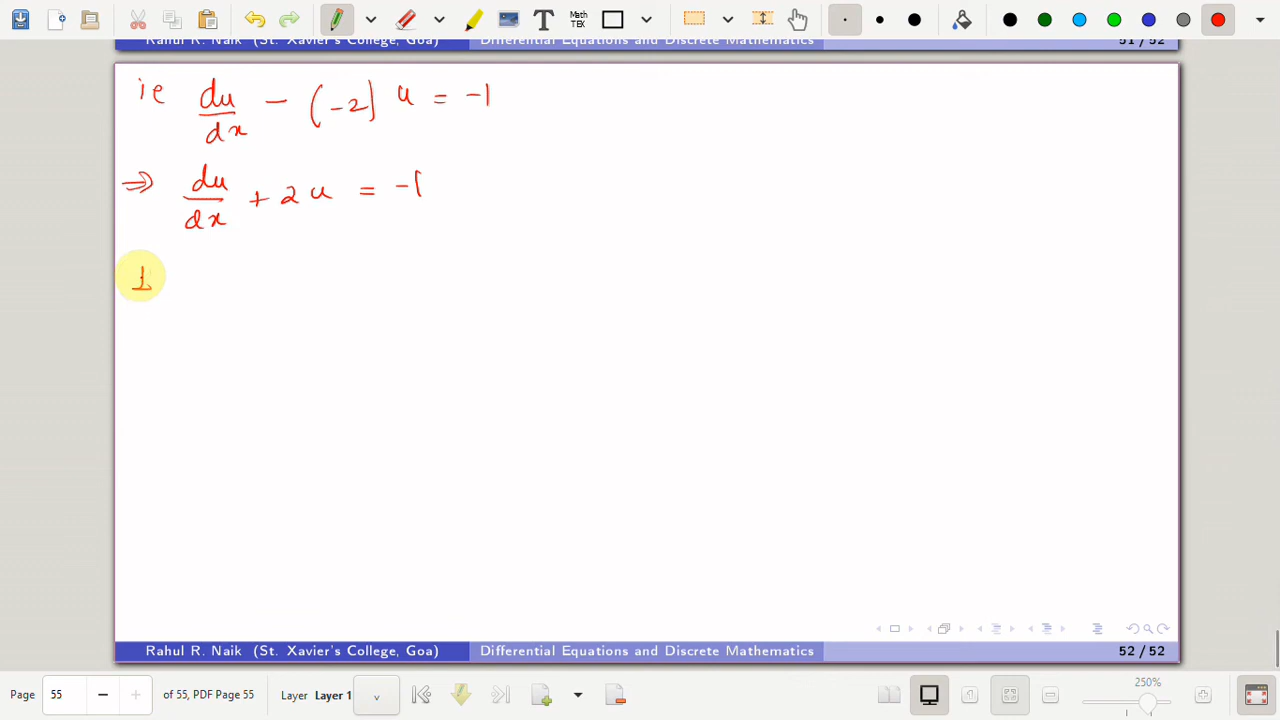 Math
TEX
Rahul R. Naik (St. Xavier's College, Goa) Differential Equations and Discrete Mathematics 51 / 52
ie du/dx - (-2) u = -1
⇒ du/dx + 2u = -1
Rahul R. Naik (St. Xavier's College, Goa) Differential Equations and Discrete Mathematics 52 / 52
Page 55 of 55, PDF Page 55 Layer Layer 1 250%